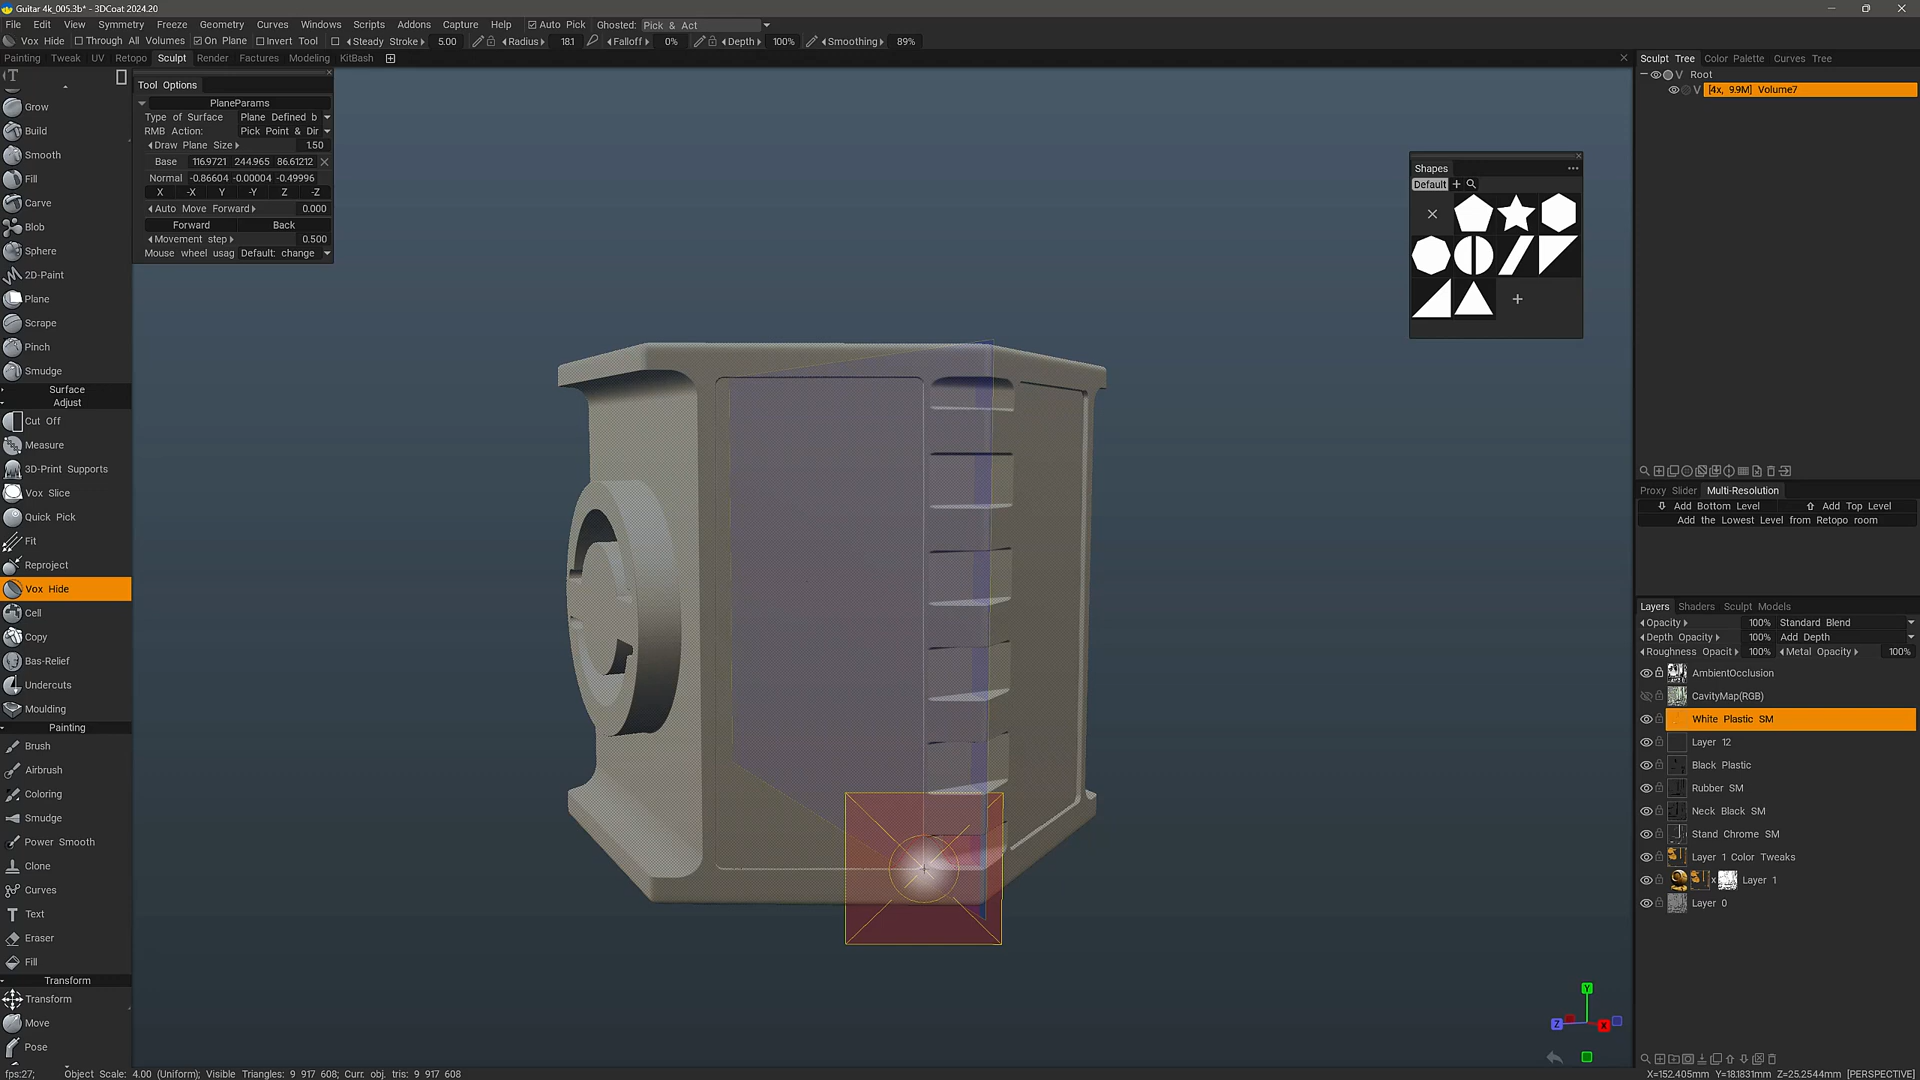 Guitar 4k_005.3b* - 3DCoat 2024.20
File Edit View Symmetry Freeze Geometry Curves Windows Scripts Addons Capture Help Auto Pick Ghosted: Pick & Act
Vox Hide Through All Volumes On Plane Invert Tool Steady Stroke 5.00 Radius 18.1 Falloff 0% Depth 100% Smoothing 89%
Painting Tweak UV Retopo Sculpt Render Factures Modeling KitBash
T
Grow
Build
Smooth
Fill
Carve
Blob
Sphere
2D-Paint
Plane
Scrape
Pinch
Smudge
Surface
Adjust
Cut Off
Measure
3D-Print Supports
Vox Slice
Quick Pick
Fit
Reproject
Vox Hide
Cell
Copy
Bas-Relief
Undercuts
Moulding
Painting
Brush
Airbrush
Coloring
Smudge
Power Smooth
Clone
Curves
Text
Eraser
Fill
Transform
Transform
Move
Pose
Tool Options
PlaneParams
Type of Surface Plane Defined b
RMB Action: Pick Point & Dir
Draw Plane Size 1.50
Base 116.9721 244.965 86.61212
Normal -0.86604 -0.00004 -0.49996
X -X Y -Y Z -Z
Auto Move Forward 0.000
Forward Back
Movement step 0.500
Mouse wheel usag Default: change
Shapes
Default
Sculpt Tree Color Palette Curves Tree
Root
V [4x, 9.9M] Volume7
Proxy Slider Multi-Resolution
Add Bottom Level Add Top Level
Add the Lowest Level from Retopo room
Layers Shaders Sculpt Models
Opacity 100% Standard Blend
Depth Opacity 100% Add Depth
Roughness Opacit 100% Metal Opacity 100%
AmbientOcclusion
CavityMap(RGB)
White Plastic SM
Layer 12
Black Plastic
Rubber SM
Neck Black SM
Stand Chrome SM
Layer 1 Color Tweaks
Layer 1
Layer 0
Y
Z
X
fps:27; Object Scale: 4.00 (Uniform); Visible Triangles: 9 917 608; Curr. obj. tris: 9 917 608
X=152.405mm Y=18.1831mm Z=25.2544mm [PERSPECTIVE]